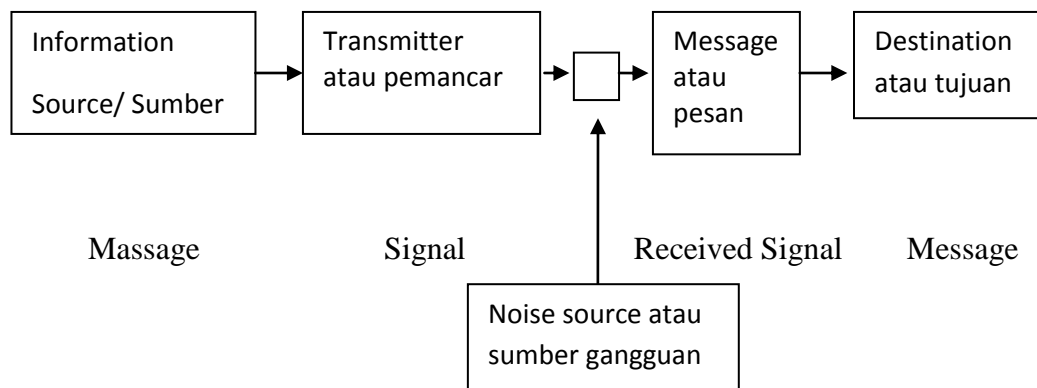 Information
Source/ Sumber
Transmitter
atau pemancar
Message
atau
pesan
Destination
atau tujuan
Massage
Signal
Received Signal
Message
Noise source atau
sumber gangguan